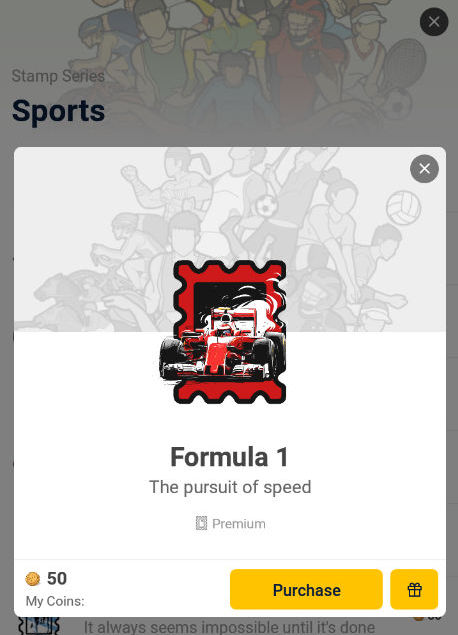 Stamp Series
Sports
Formula 1
The pursuit of speed
Premium
50
My Coins:
Purchase
It always seems impossible until it's done